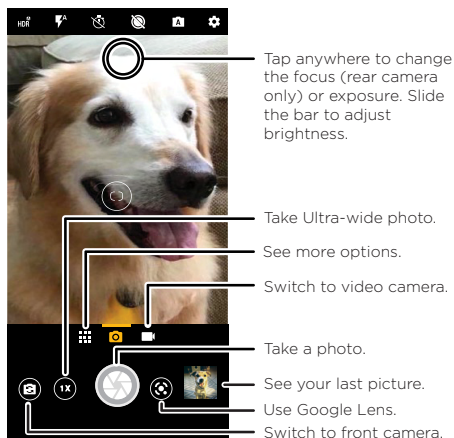 HDR
A
A
Tap anywhere to change
the focus (rear camera
only) or exposure. Slide
the bar to adjust
brightness.
Take Ultra-wide photo.
See more options.
Switch to video camera.
1X
Take a photo.
See your last picture.
Use Google Lens.
Switch to front camera.